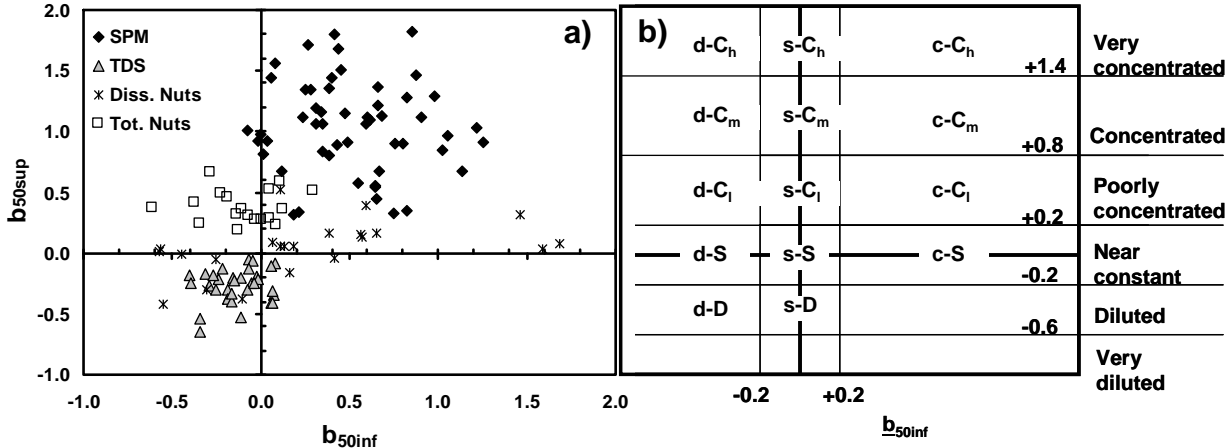 2.0
1.5
1.0
0.5
0.0
-0.5
-1.0
b50sup
SPM
TDS
Diss. Nuts
Tot. Nuts
a)
-1.0 -0.5 0.0 0.5 1.0 1.5 2.0
b50inf
b)
d-Ch s-Ch c-Ch
+1.4
Very
concentrated
d-Cm s-Cm c-Cm
+0.8
Concentrated
d-Cl s-Cl c-Cl
+0.2
Poorly
concentrated
d-S s-S c-S
-0.2
Near
constant
d-D s-D
-0.6
Diluted
Very
diluted
-0.2 +0.2
b50inf